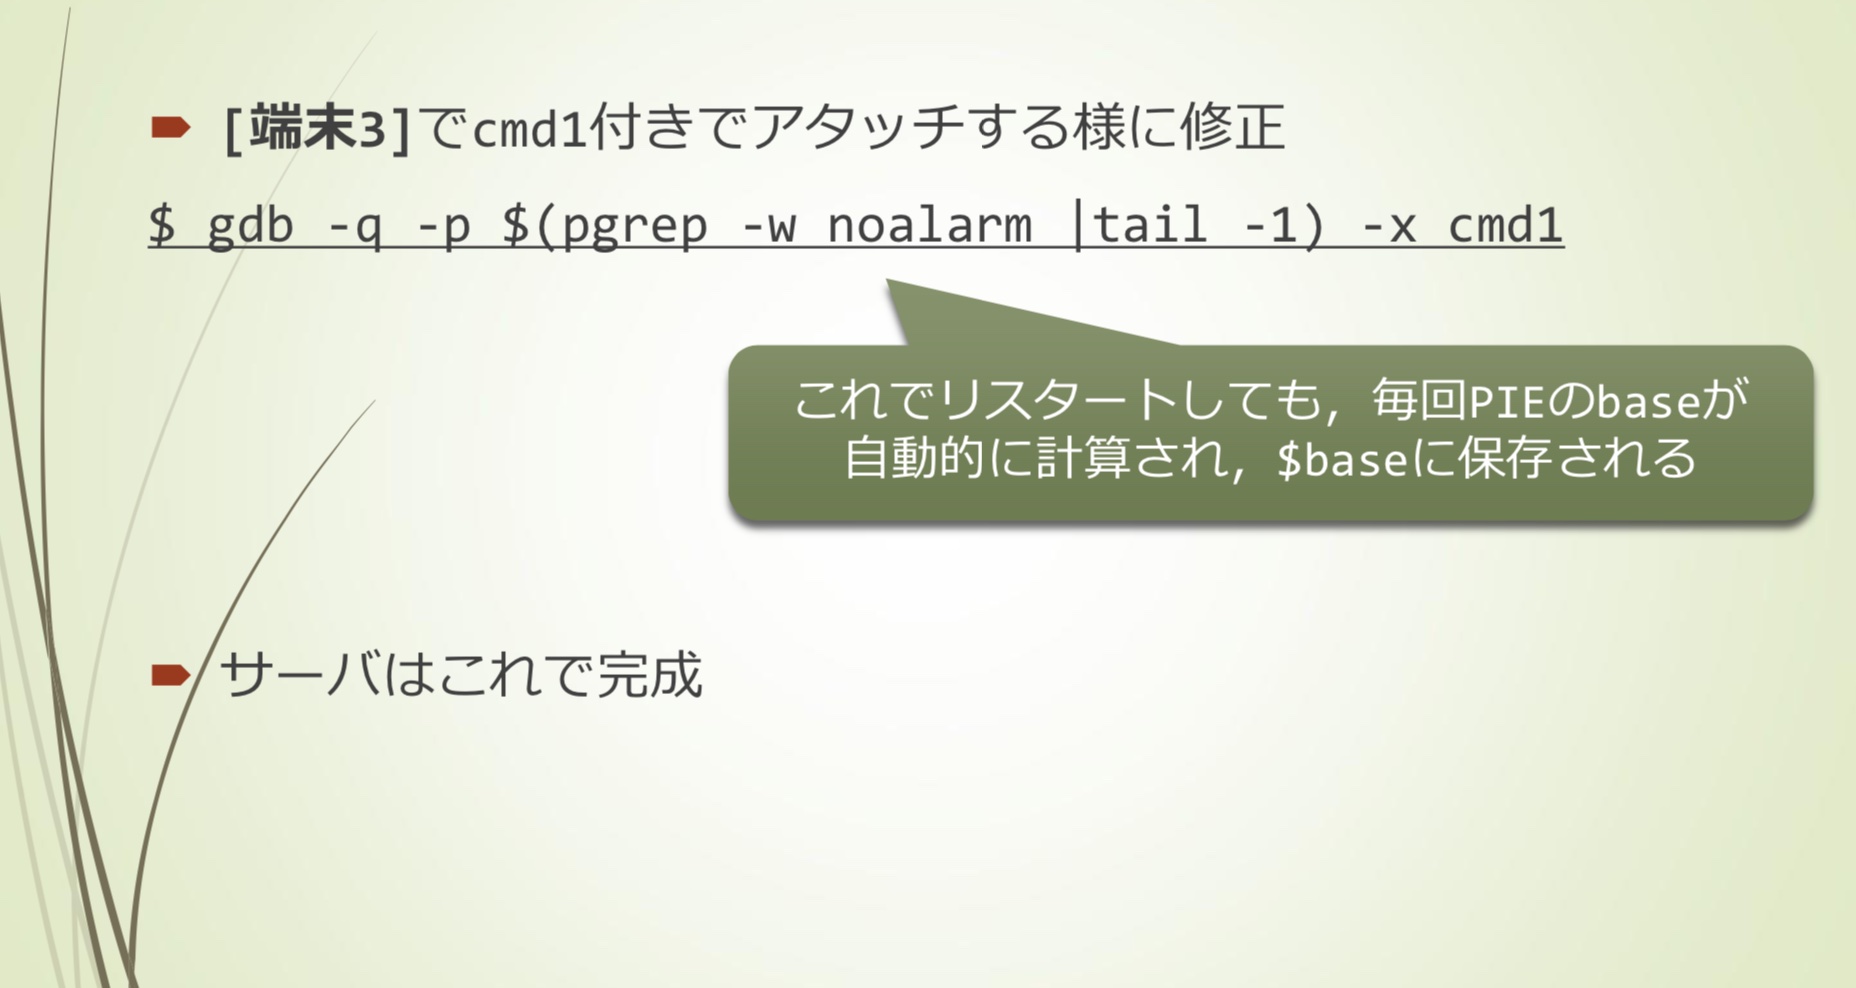 [端末3]でcmd1付きでアタッチする様に修正
$ gdb -q -p $(pgrep -w noalarm |tail -1) -x cmd1
これでリスタートしても, 毎回PIEのbaseが
自動的に計算され, $baseに保存される
サーバはこれで完成